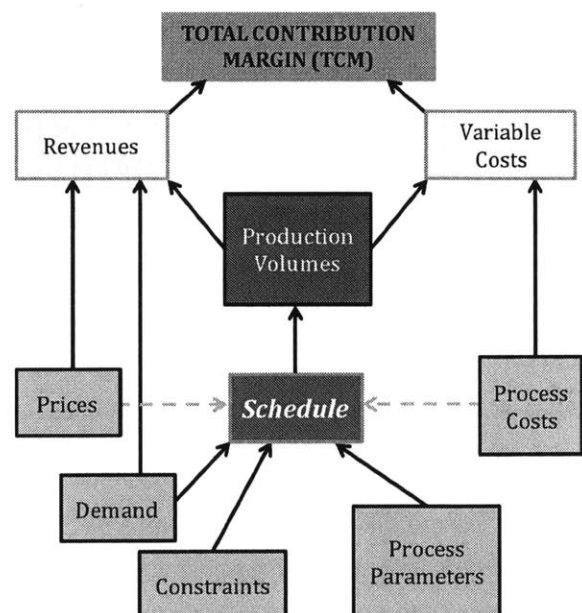 TOTAL CONTRIBUTION
MARGIN (TCM)
Revenues
Variable
Costs
Production
Volumes
Prices
Schedule
Process
Costs
Demand
Constraints
Process
Parameters